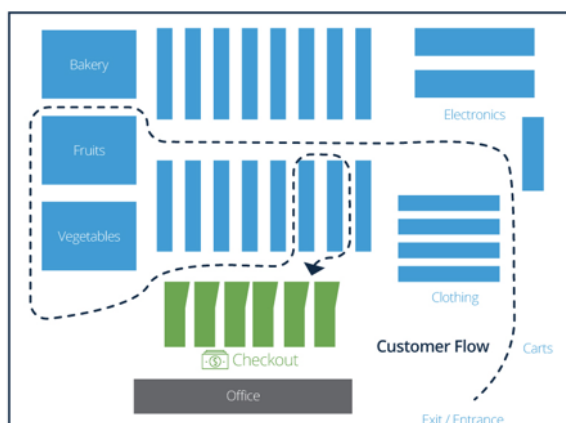 Bakery
Electronics
Fruits
Vegetables
Clothing
Customer Flow
Carts
Checkout
Office
Exit / Entrance